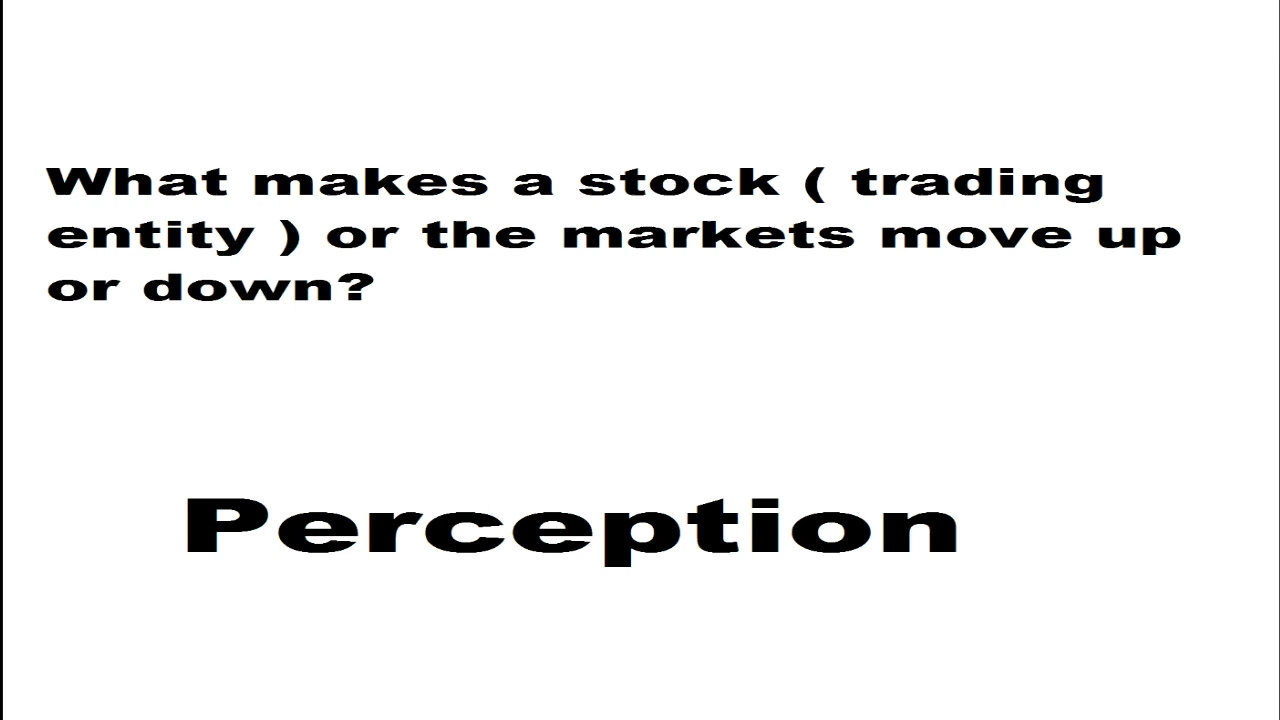 What makes a stock ( trading
entity ) or the markets move up
or down?
Perception